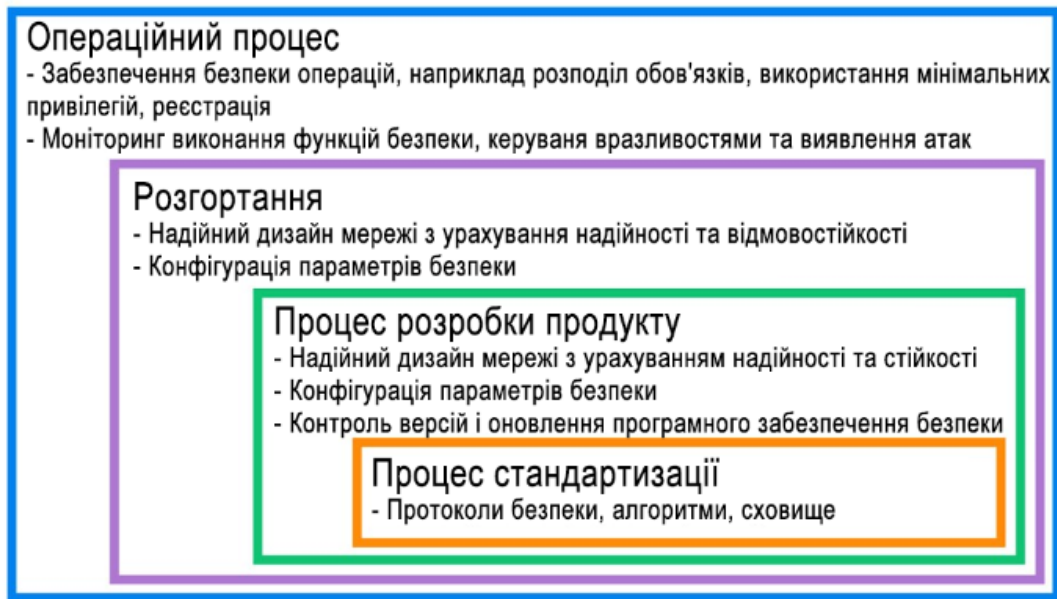 Операційний процес
- Забезпечення безпеки операцій, наприклад розподіл обов'язків, використання мінімальних
привілегій, реєстрація
- Моніторинг виконання функцій безпеки, керуваня вразливостями та виявлення атак
Розгортання
- Надійний дизайн мережі з урахування надійності та відмовостійкості
- Конфігурація параметрів безпеки
Процес розробки продукту
- Надійний дизайн мережі з урахуванням надійності та стійкості
- Конфігурація параметрів безпеки
- Контроль версій і оновлення програмного забезпечення безпеки
Процес стандартизації
- Протоколи безпеки, алгоритми, сховище